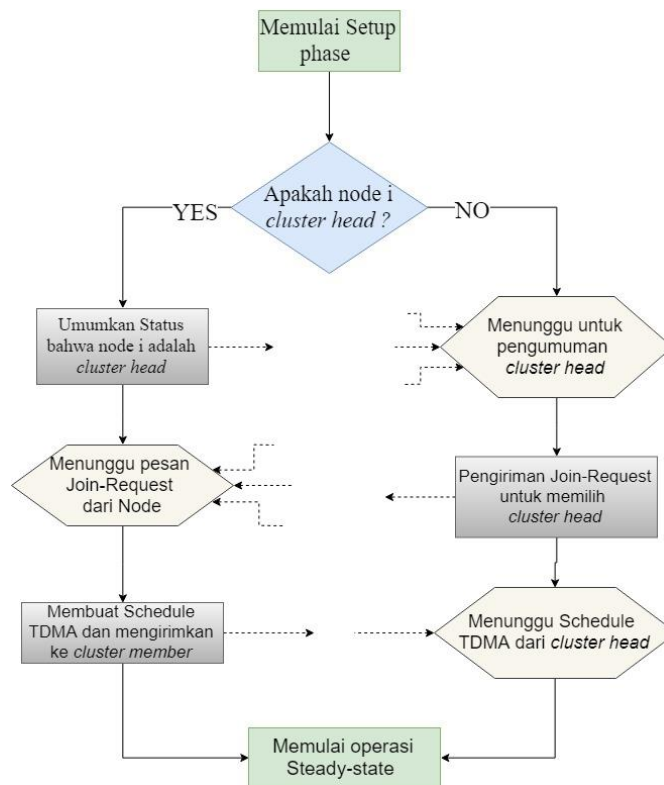 Memulai Setup
phase
Apakah node i
cluster head ?
YES
NO
Umumkan Status
bahwa node i adalah
cluster head
Menunggu untuk
pengumuman
cluster head
Menunggu pesan
Join-Request
dari Node
Pengiriman Join-Request
untuk memilih
cluster head
Membuat Schedule
TDMA dan mengirimkan
ke cluster member
Menunggu Schedule
TDMA dari cluster head
Memulai operasi
Steady-state